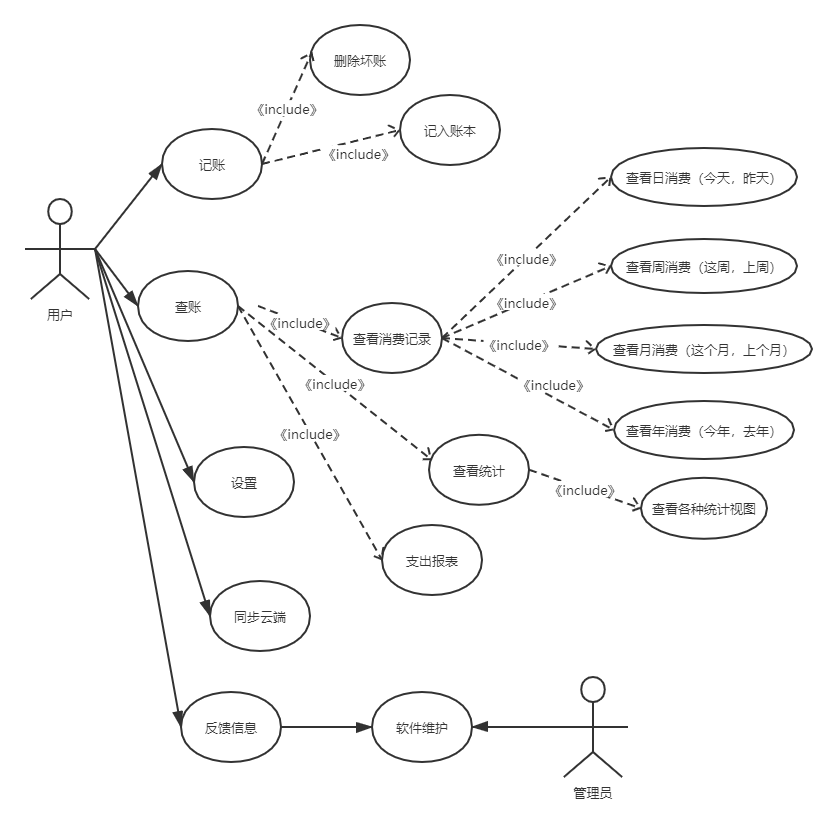 删除坏账
《include》
记入账本
记账
《include》
查看日消费（今天，昨天）
《include》
查看周消费（这周，上周）
用户
查账
《include》
《include》
查看消费记录
《include》
查看月消费（这个月，上个月）
《include》
《include》
查看年消费（今年，去年）
《include》
查看统计
设置
《include》
查看各种统计视图
支出报表
同步云端
反馈信息
软件维护
管理员